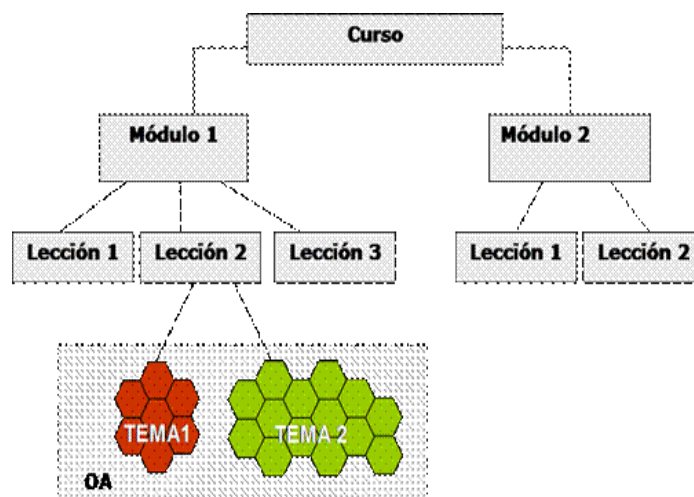 Curso
Módulo 1
Módulo 2
Lección 1
Lección 2
Lección 3
Lección 1
Lección 2
TEMA1
TEMA 2
OA